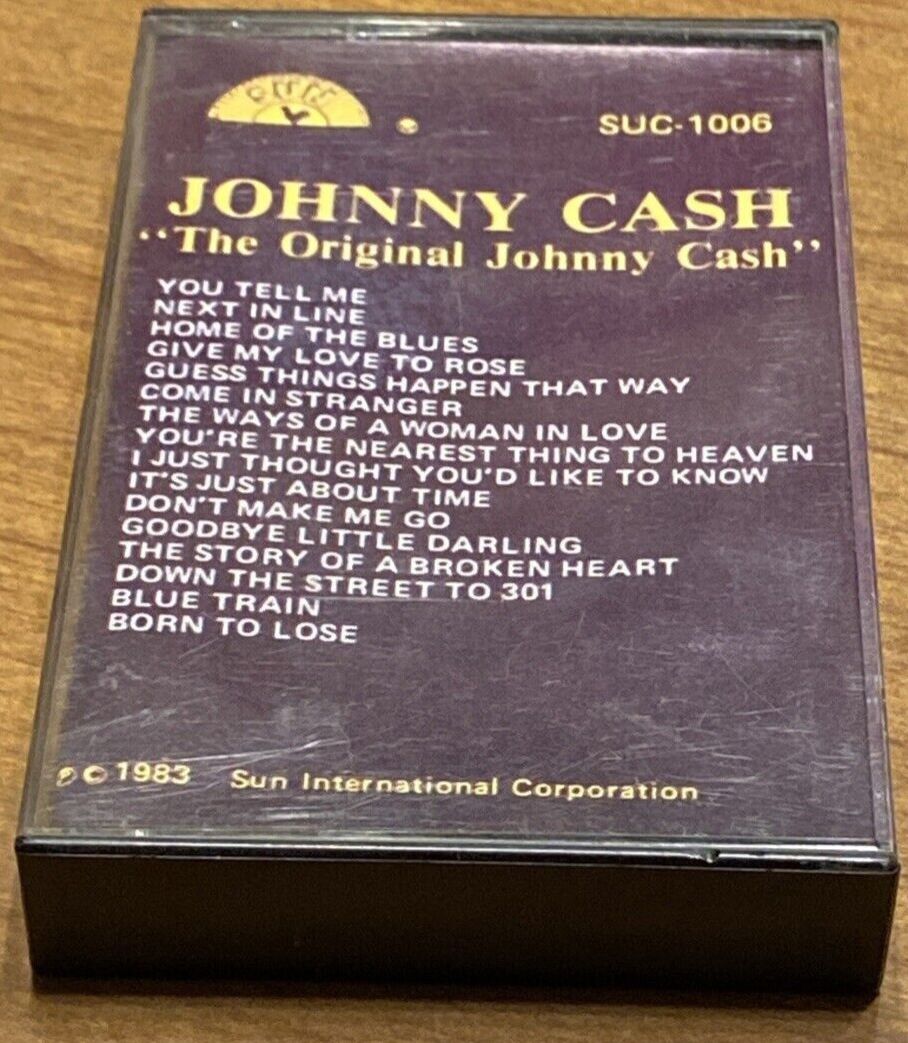 SUN
®
SUC-1006
JOHNNY CASH
"The Original Johnny Cash"
YOU TELL ME
NEXT IN LINE
HOME OF THE BLUES
GIVE MY LOVE TO ROSE
GUESS THINGS HAPPEN THAT WAY
COME IN STRANGER
THE WAYS OF A WOMAN IN LOVE
YOU'RE THE NEAREST THING TO HEAVEN
I JUST THOUGHT YOU'D LIKE TO KNOW
IT'S JUST ABOUT TIME
DON'T MAKE ME GO
GOODBYE LITTLE DARLING
THE STORY OF A BROKEN HEART
DOWN THE STREET TO 301
BLUE TRAIN
BORN TO LOSE
℗ © 1983 Sun International Corporation